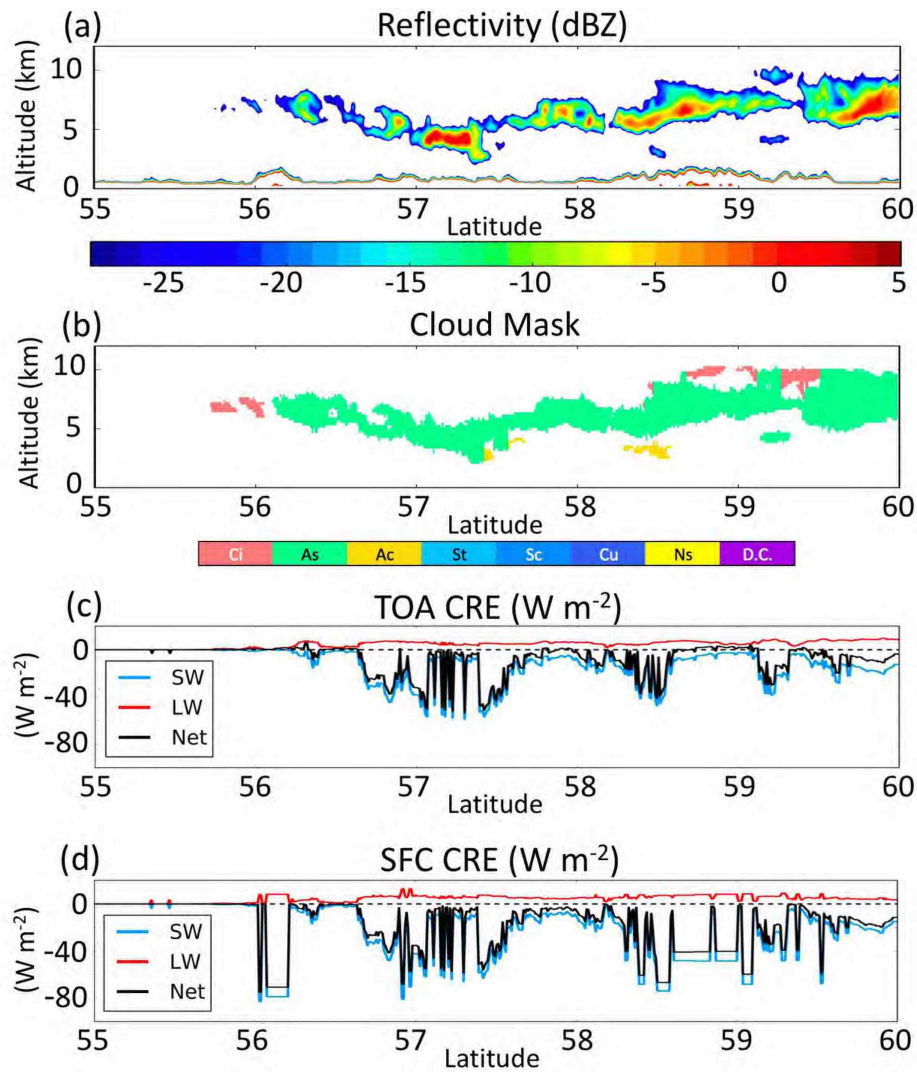 (a) Reflectivity (dBZ)
Altitude (km)
10
5
0
55 56 57 58 59 60
Latitude
-25 -20 -15 -10 -5 0 5
(b) Cloud Mask
Altitude (km)
10
5
0
55 56 57 58 59 60
Ci As Ac St Sc Cu Ns D.C.
(c) TOA CRE (W m⁻²)
(W m⁻²)
0
-40
-80
SW
LW
Net
55 56 57 58 59 60
Latitude
(d) SFC CRE (W m⁻²)
(W m⁻²)
0
-40
-80
SW
LW
Net
55 56 57 58 59 60
Latitude